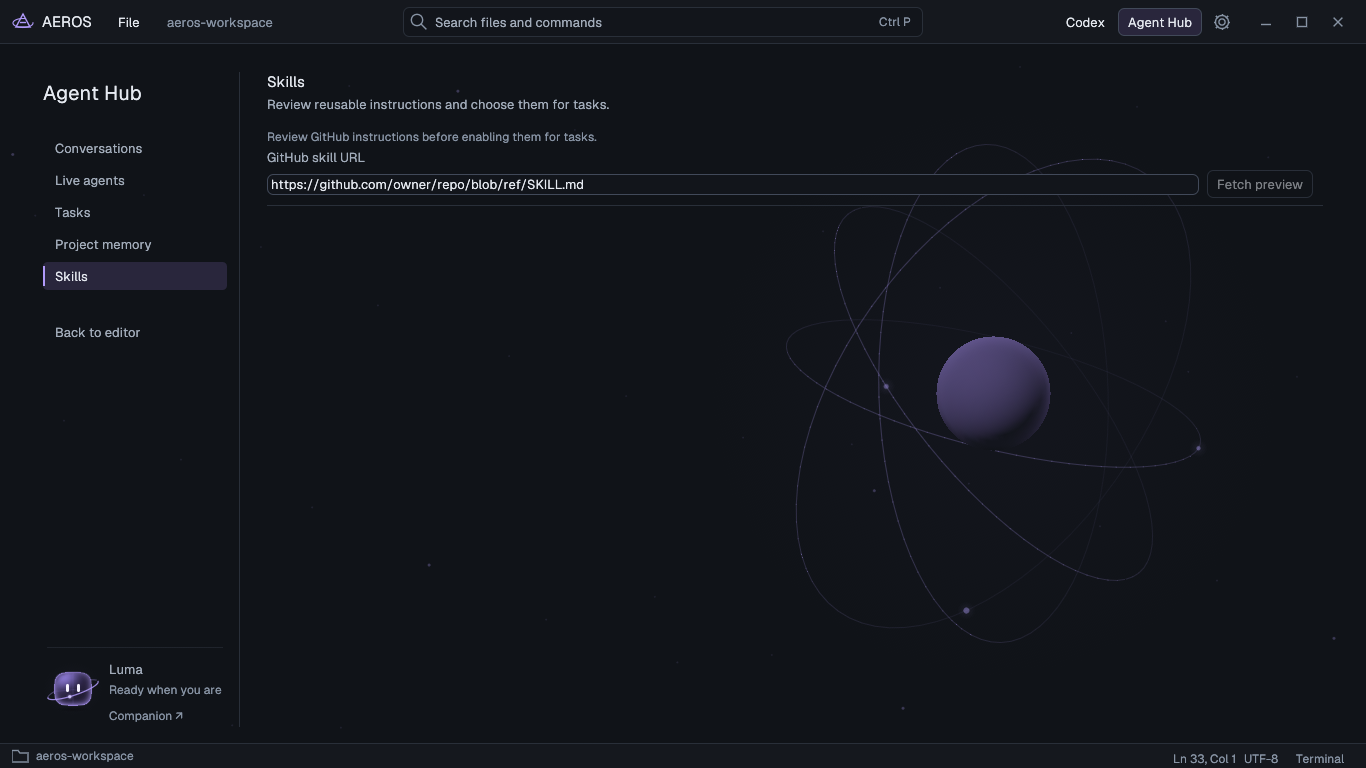 AEROS File aeros-workspace Search files and commands Ctrl P Codex Agent Hub
Agent Hub
Conversations
Live agents
Tasks
Project memory
Skills
Back to editor
Luma
Ready when you are
Companion ↗
Skills
Review reusable instructions and choose them for tasks.
Review GitHub instructions before enabling them for tasks.
GitHub skill URL
https://github.com/owner/repo/blob/ref/SKILL.md Fetch preview
aeros-workspace Ln 33, Col 1 UTF-8 Terminal